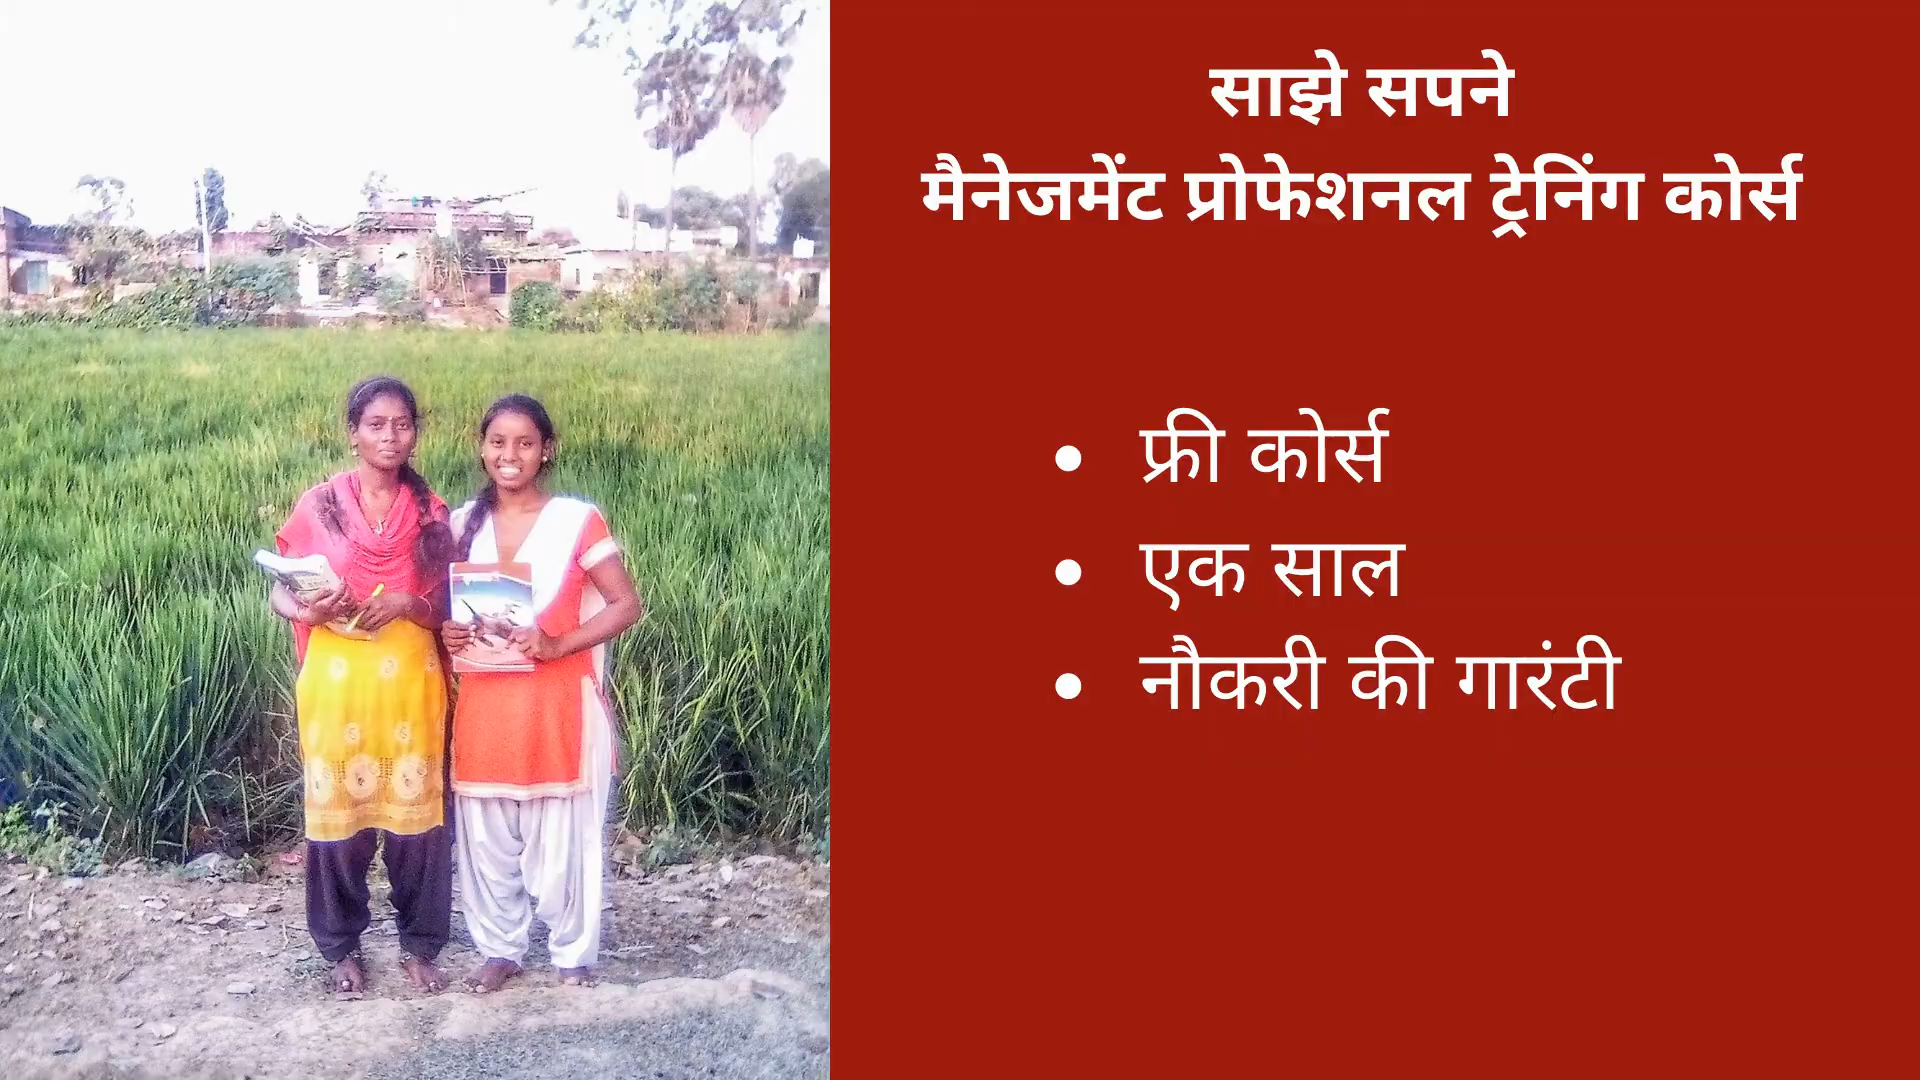 साझे सपने
मैनेजमेंट प्रोफेशनल ट्रेनिंग कोर्स
• फ्री कोर्स
• एक साल
• नौकरी की गारंटी